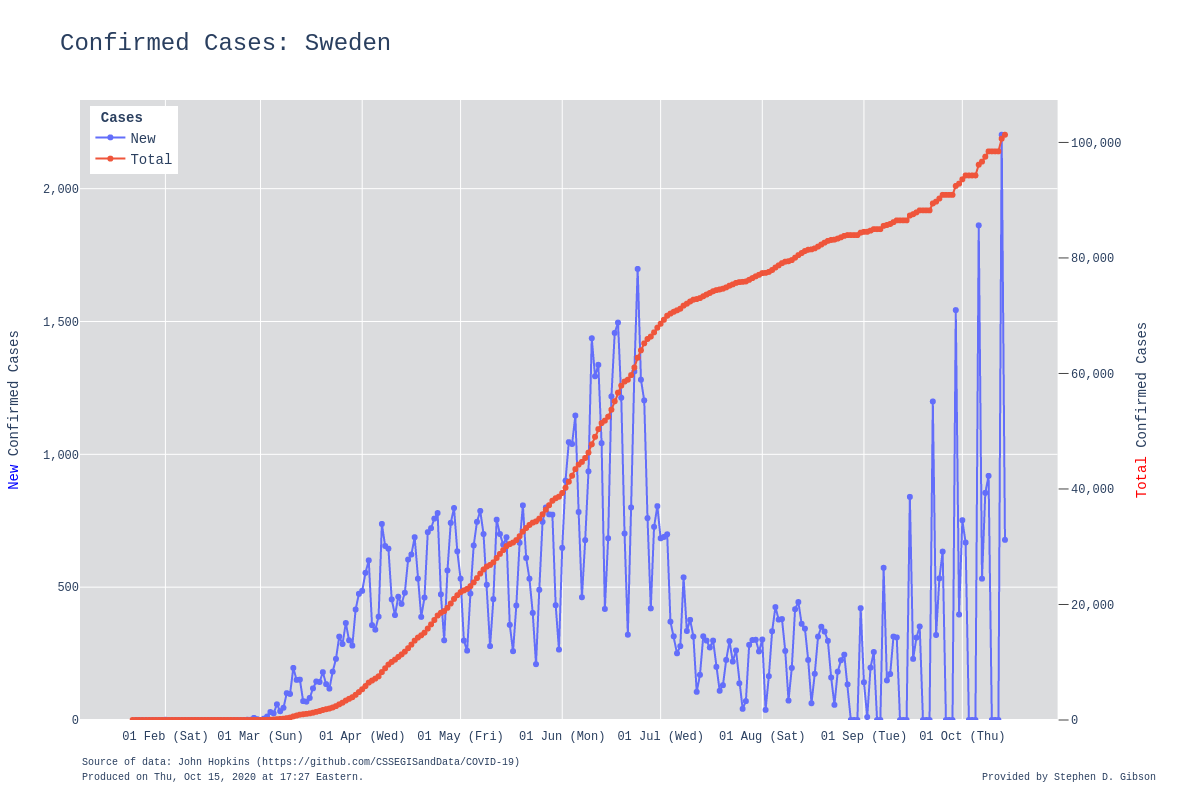 Confirmed Cases: Sweden
Cases
New
Total
2,000
1,500
1,000
500
0
100,000
80,000
60,000
40,000
20,000
0
New Confirmed Cases
Total Confirmed Cases
01 Feb (Sat) 01 Mar (Sun) 01 Apr (Wed) 01 May (Fri) 01 Jun (Mon) 01 Jul (Wed) 01 Aug (Sat) 01 Sep (Tue) 01 Oct (Thu)
Source of data: John Hopkins (https://github.com/CSSEGISandData/COVID-19)
Produced on Thu, Oct 15, 2020 at 17:27 Eastern.
Provided by Stephen D. Gibson